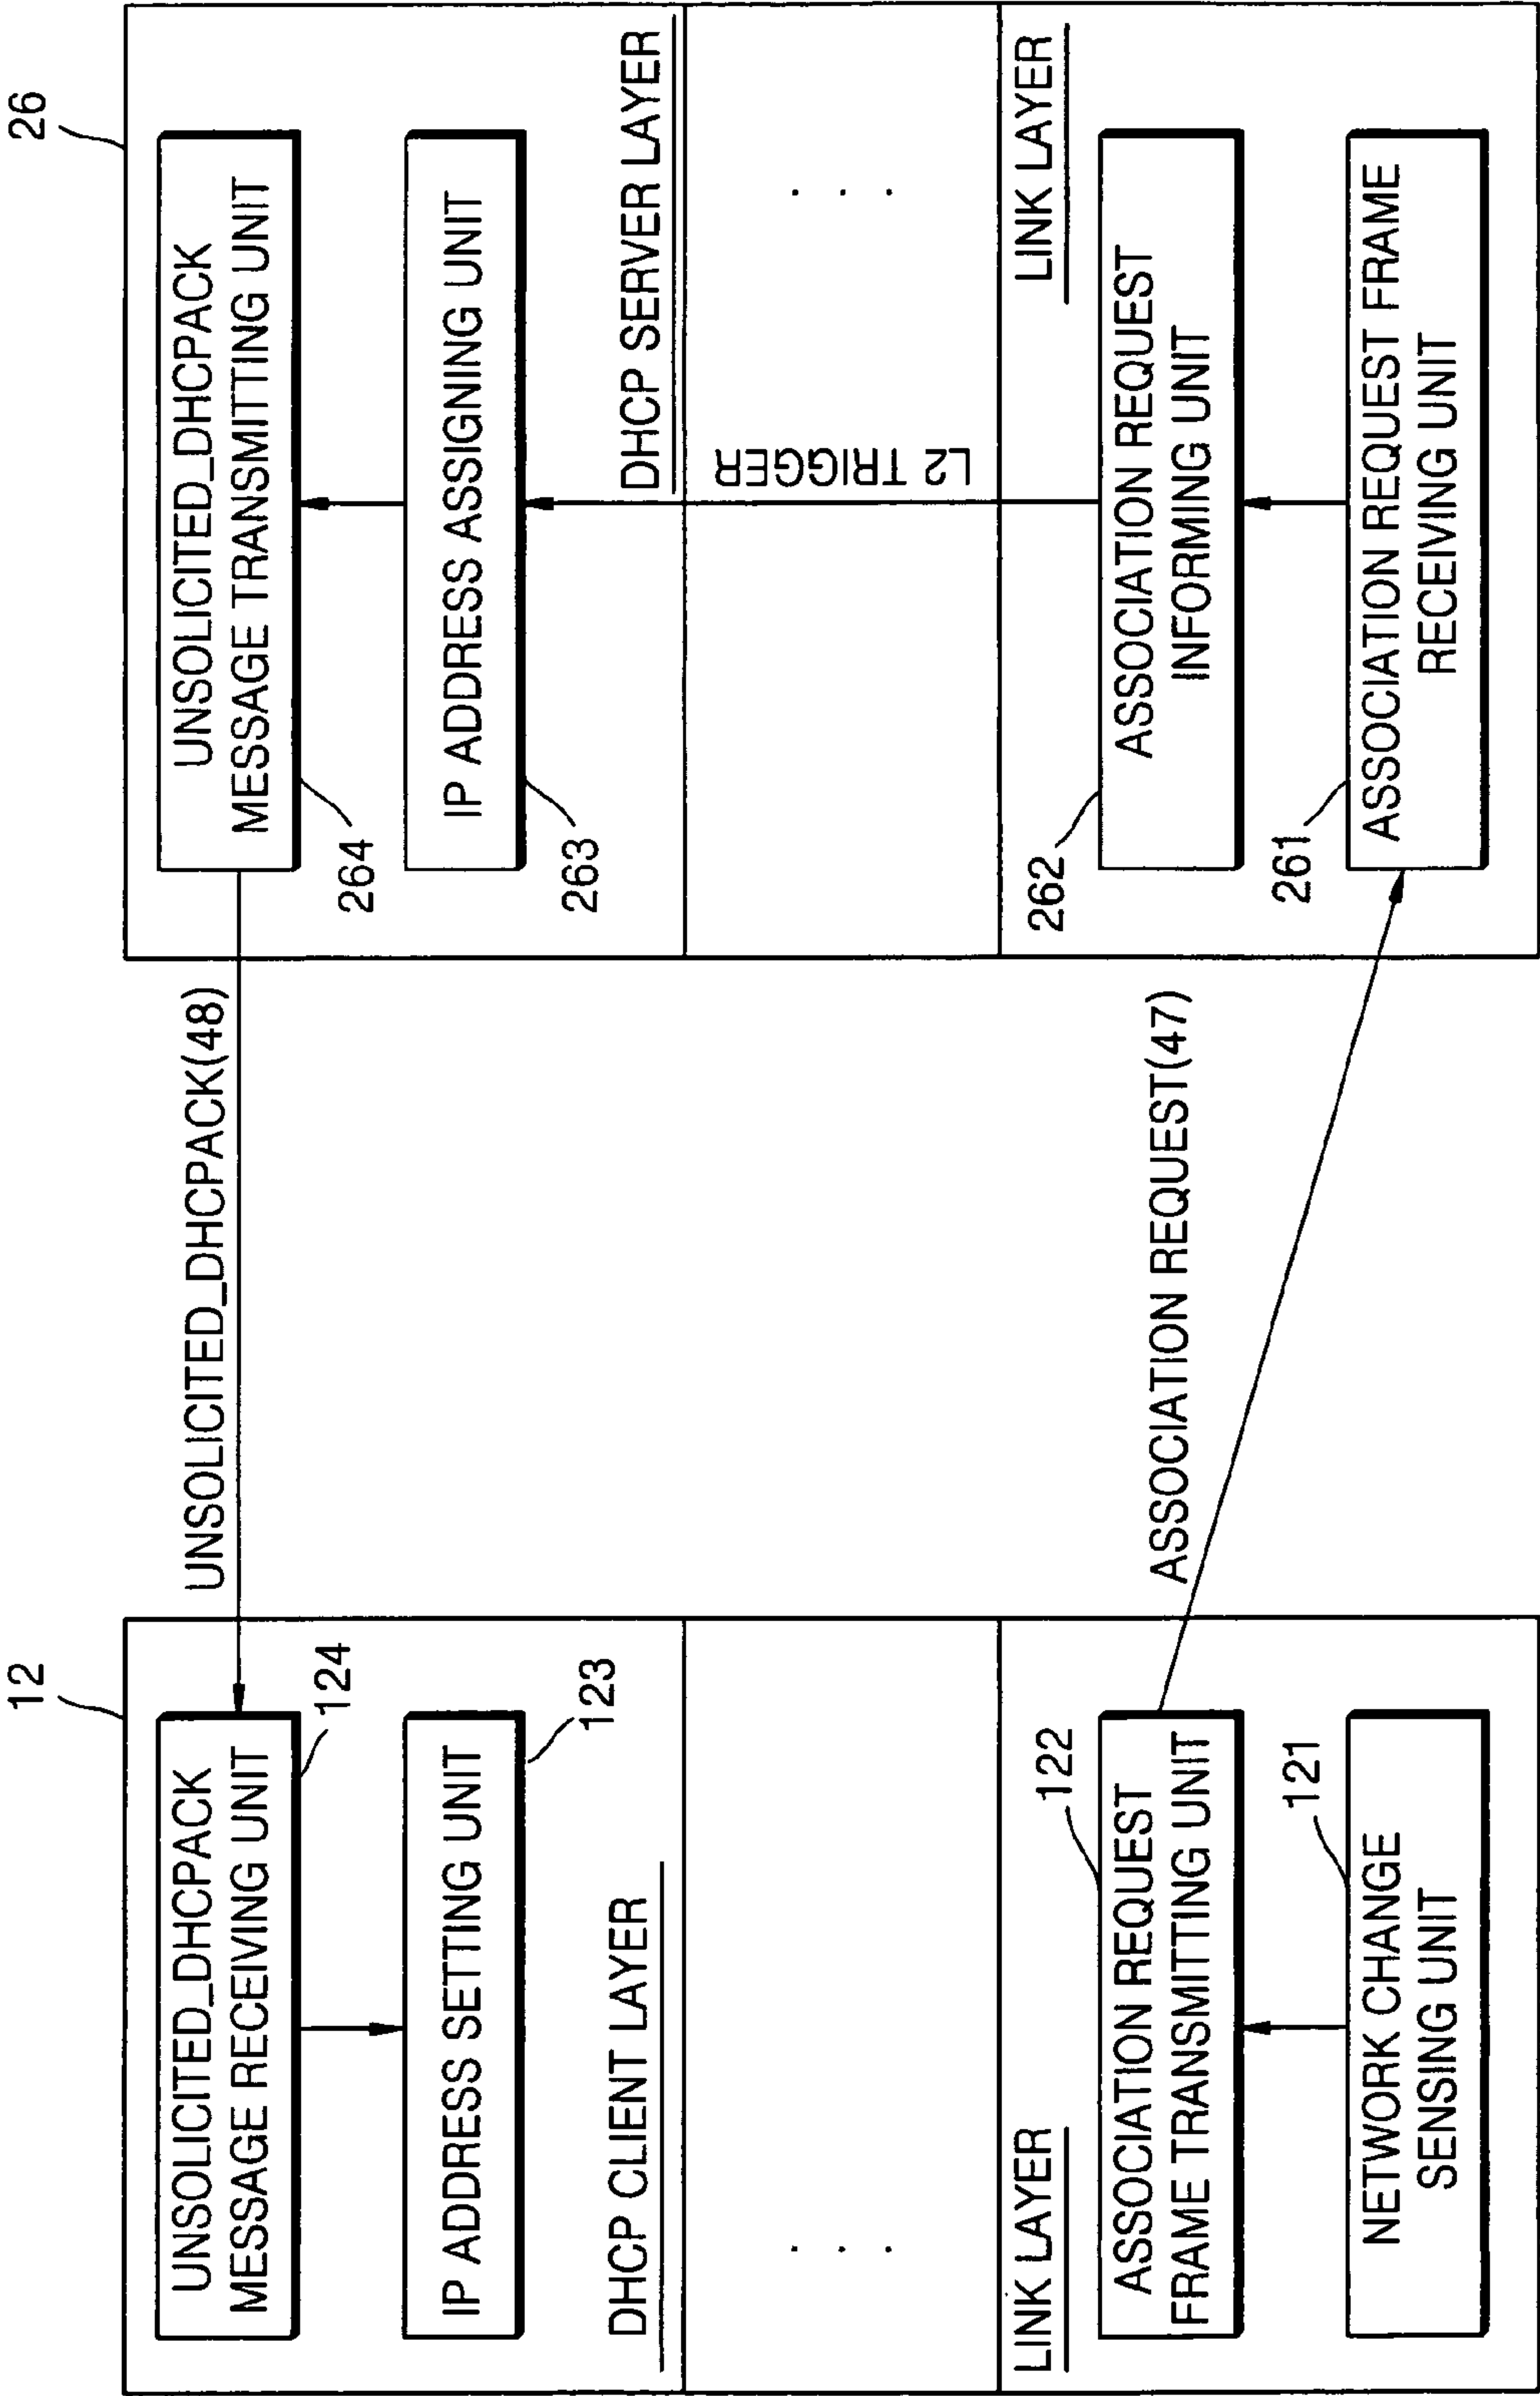 12
UNSOLICITED_DHCPACK
MESSAGE RECEIVING UNIT
124
IP ADDRESS SETTING UNIT
123
DHCP CLIENT LAYER
. . .
LINK LAYER
122
ASSOCIATION REQUEST
FRAME TRANSMITTING UNIT
121
NETWORK CHANGE
SENSING UNIT
UNSOLICITED_DHCPACK(48)
ASSOCIATION REQUEST(47)
26
UNSOLICITED_DHCPACK
MESSAGE TRANSMITTING UNIT
264
IP ADDRESS ASSIGNING UNIT
263
DHCP SERVER LAYER
L2 TRIGGER
. . .
LINK LAYER
262
ASSOCIATION REQUEST
INFORMING UNIT
261
ASSOCIATION REQUEST FRAME
RECEIVING UNIT